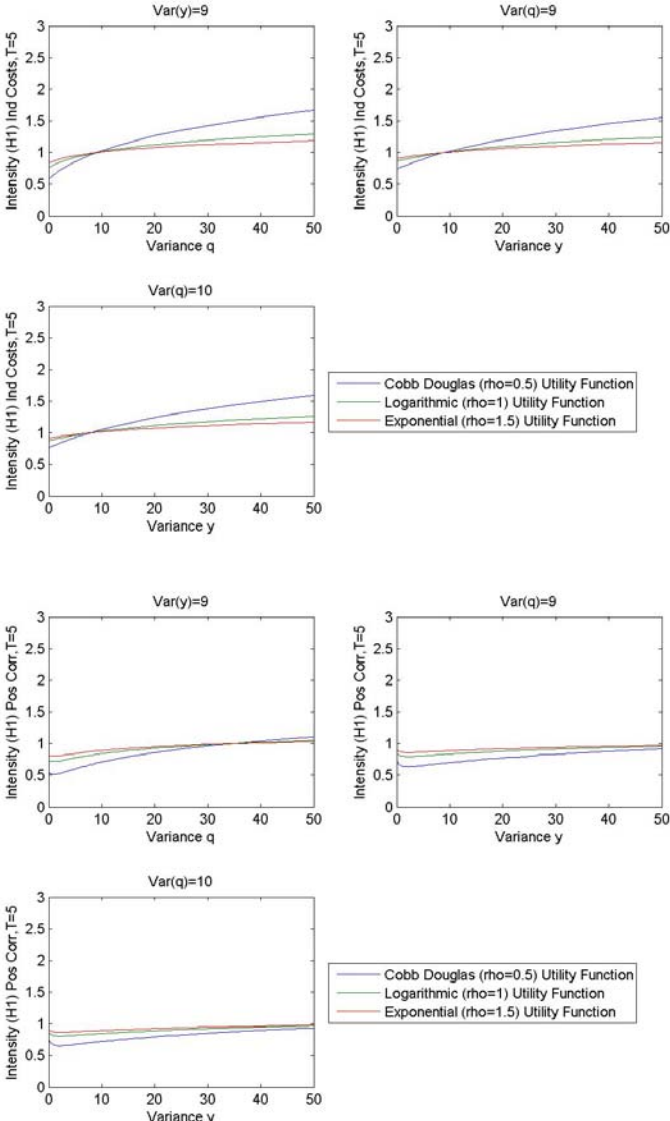 Var(y)=9
Intensity (H1) Ind Costs,T=5
3
2.5
2
1.5
1
0.5
0
0 10 20 30 40 50
Variance q
Var(q)=9
Intensity (H1) Ind Costs,T=5
3
2.5
2
1.5
1
0.5
0
0 10 20 30 40 50
Variance y
Var(q)=10
Intensity (H1) Ind Costs,T=5
3
2.5
2
1.5
1
0.5
0
0 10 20 30 40 50
Variance y
Cobb Douglas (rho=0.5) Utility Function
Logarithmic (rho=1) Utility Function
Exponential (rho=1.5) Utility Function
Var(y)=9
Intensity (H1) Pos Corr,T=5
3
2.5
2
1.5
1
0.5
0
0 10 20 30 40 50
Variance q
Var(q)=9
Intensity (H1) Pos Corr,T=5
3
2.5
2
1.5
1
0.5
0
0 10 20 30 40 50
Variance y
Var(q)=10
Intensity (H1) Pos Corr,T=5
3
2.5
2
1.5
1
0.5
0
0 10 20 30 40 50
Variance y
Cobb Douglas (rho=0.5) Utility Function
Logarithmic (rho=1) Utility Function
Exponential (rho=1.5) Utility Function